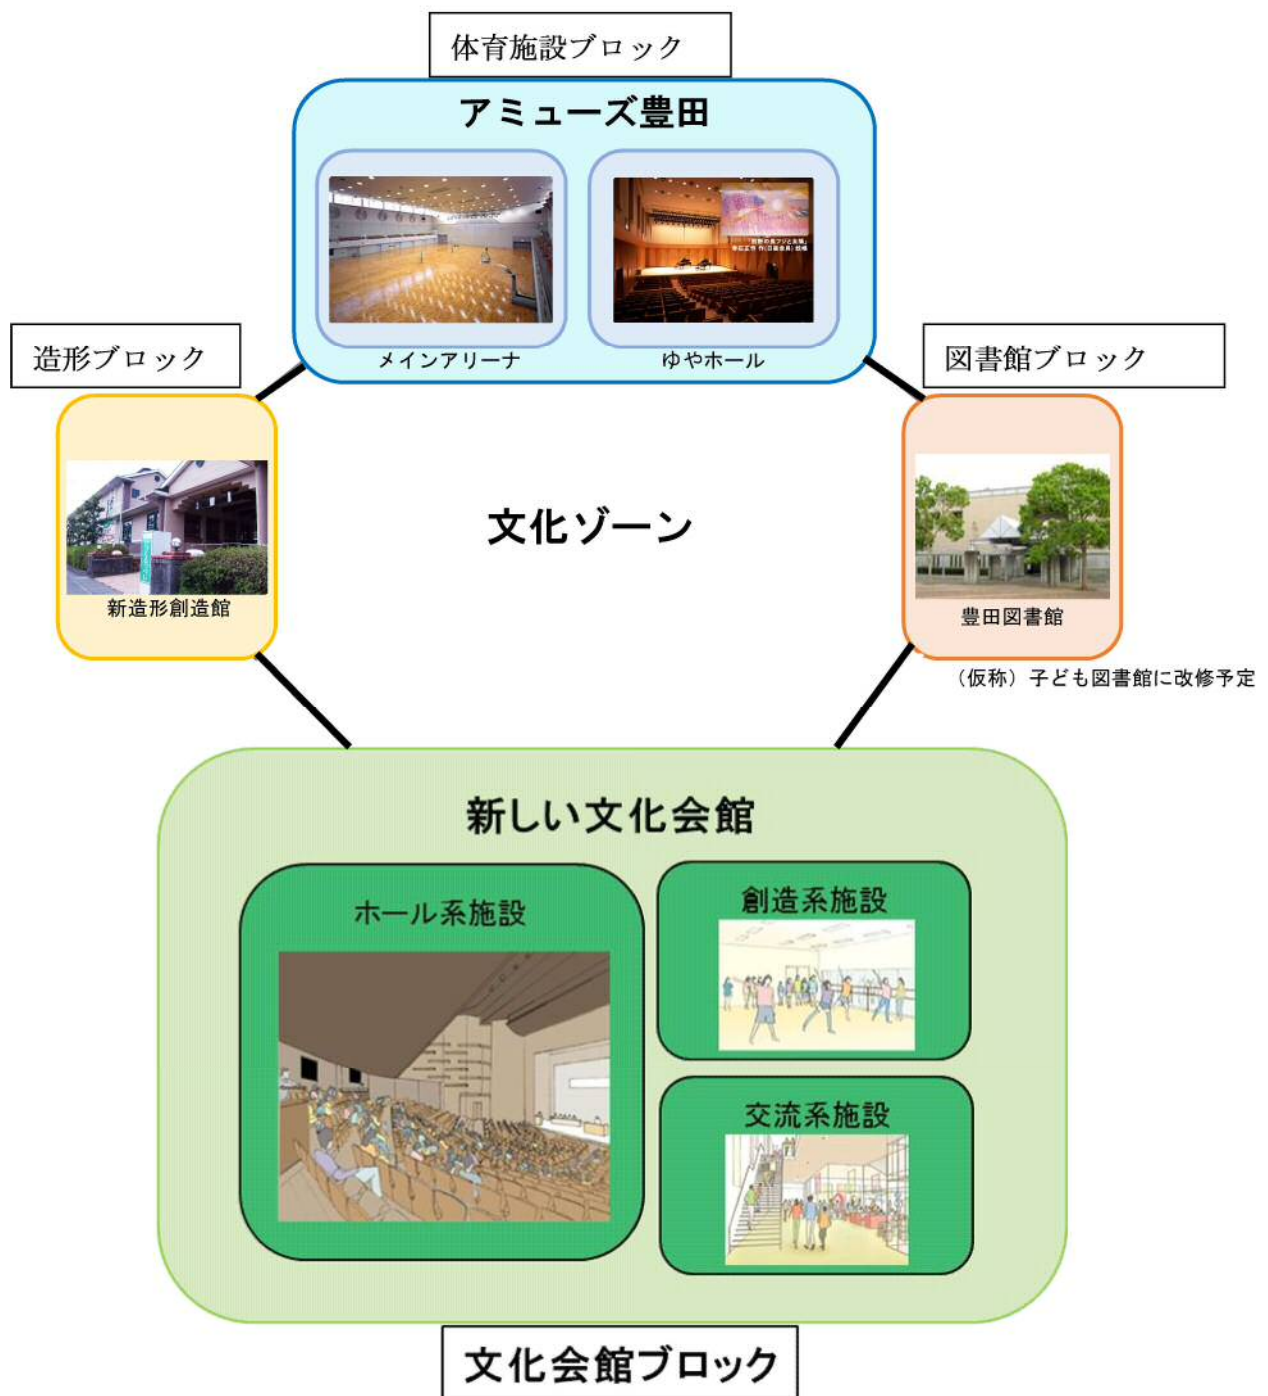 体育施設ブロック
アミューズ豊田
メインアリーナ
ゆやホール
造形ブロック
図書館ブロック
新造形創造館
文化ゾーン
豊田図書館
（仮称）子ども図書館に改修予定
新しい文化会館
ホール系施設
創造系施設
交流系施設
文化会館ブロック